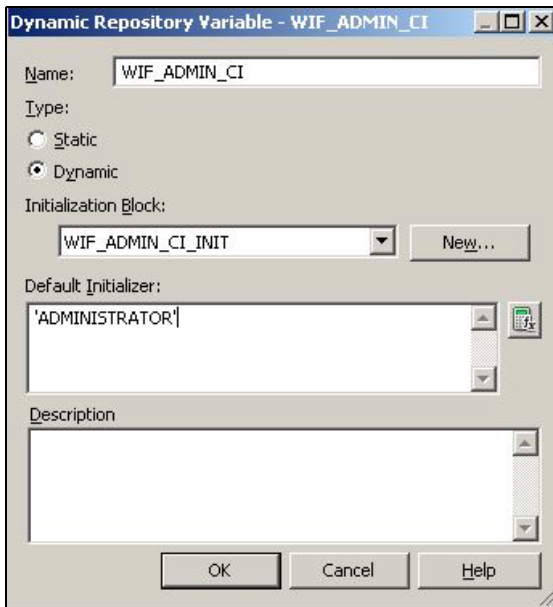 Dynamic Repository Variable - WIF_ADMIN_CI
Name: WIF_ADMIN_CI
Type:
Static
Dynamic
Initialization Block:
WIF_ADMIN_CI_INIT New...
Default Initializer:
'ADMINISTRATOR'
Description
OK Cancel Help